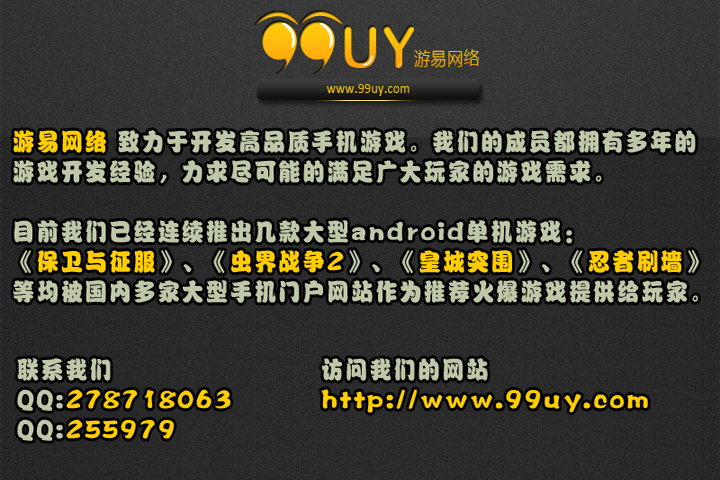 99UY 游易网络
www.99uy.com
游易网络 致力于开发高品质手机游戏。我们的成员都拥有多年的
游戏开发经验，力求尽可能的满足广大玩家的游戏需求。
目前我们已经连续推出几款大型android单机游戏：
《保卫与征服》、《虫界战争2》、《皇城突围》、《忍者刷墙》
等均被国内多家大型手机门户网站作为推荐火爆游戏提供给玩家。
联系我们
QQ:278718063
QQ:255979
访问我们的网站
http://www.99uy.com